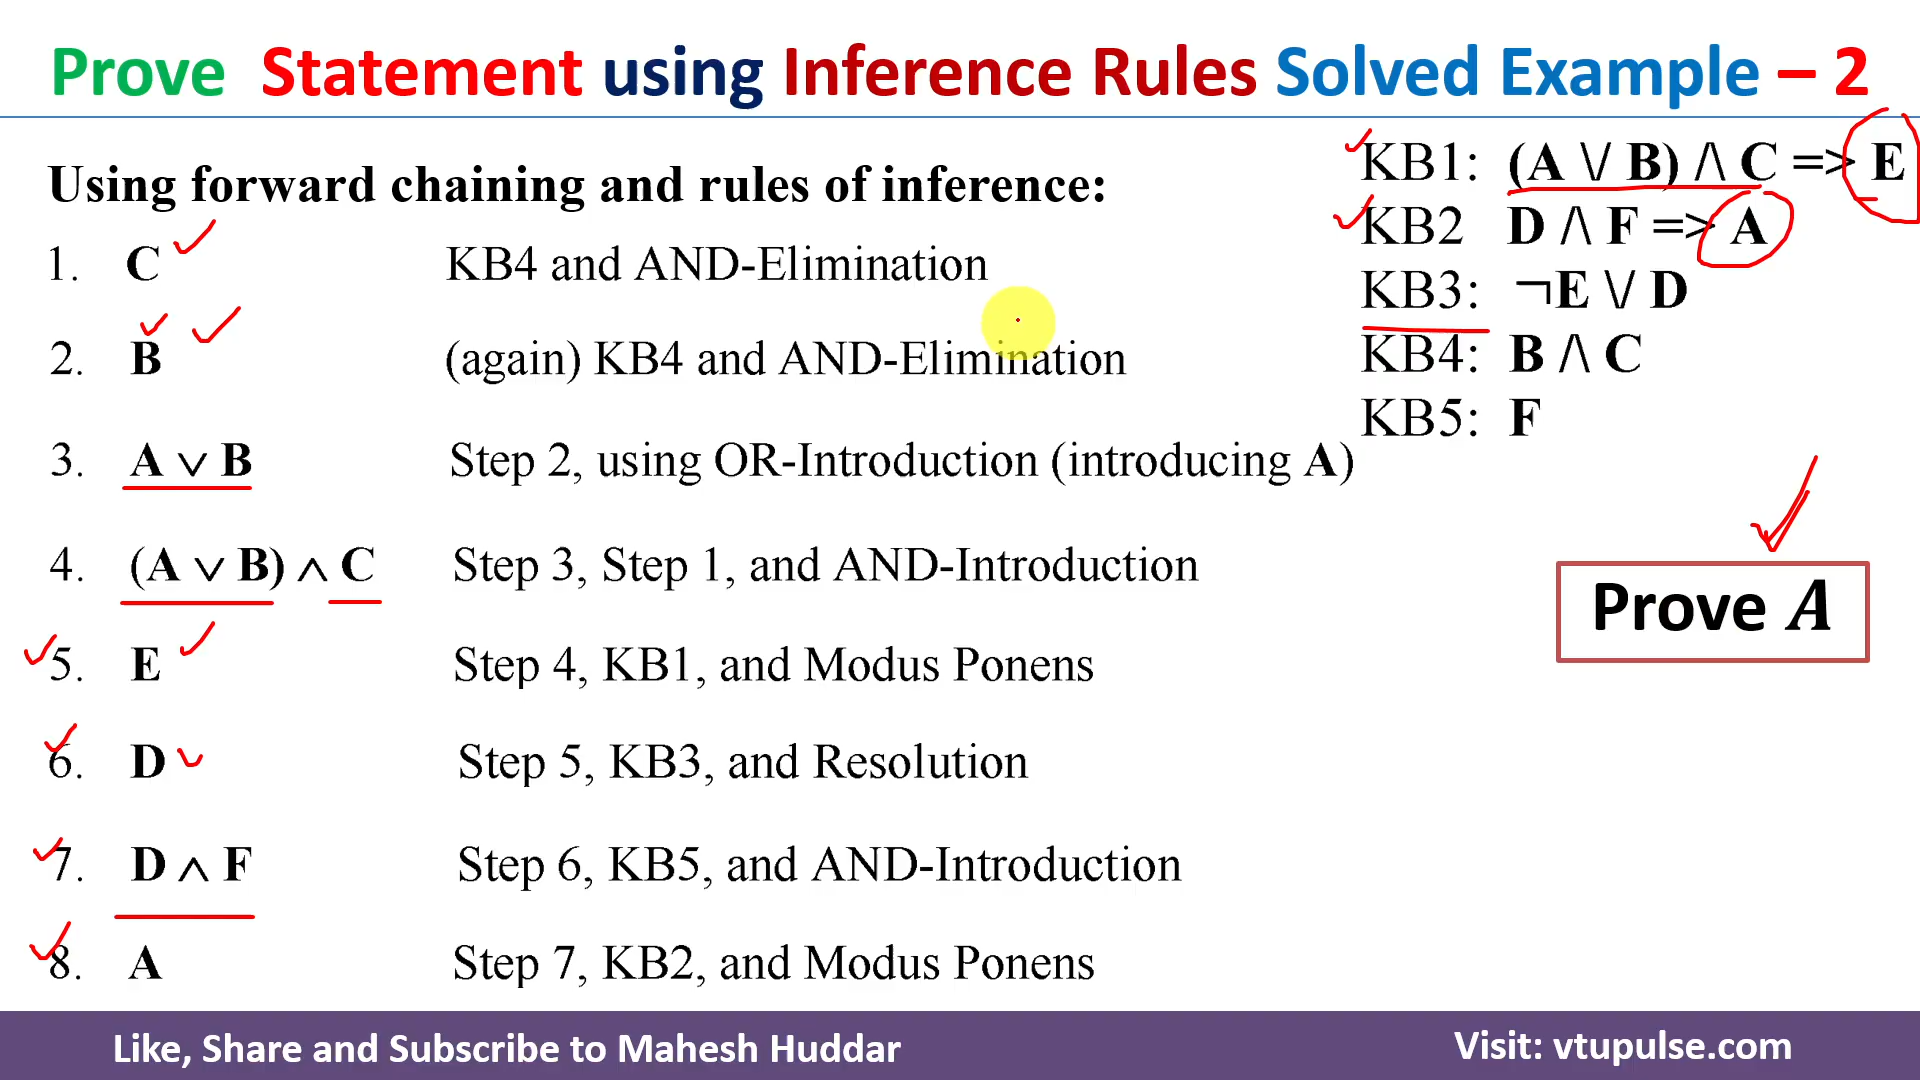 Prove Statement using Inference Rules Solved Example – 2
Using forward chaining and rules of inference:
1. C KB4 and AND-Elimination
2. B (again) KB4 and AND-Elimination
3. A ∨ B Step 2, using OR-Introduction (introducing A)
4. (A ∨ B) ∧ C Step 3, Step 1, and AND-Introduction
5. E Step 4, KB1, and Modus Ponens
6. D Step 5, KB3, and Resolution
7. D ∧ F Step 6, KB5, and AND-Introduction
8. A Step 7, KB2, and Modus Ponens
KB1: (A \/ B) /\ C => E
KB2 D /\ F => A
KB3: ¬E \/ D
KB4: B /\ C
KB5: F
Prove A
Like, Share and Subscribe to Mahesh Huddar
Visit: vtupulse.com